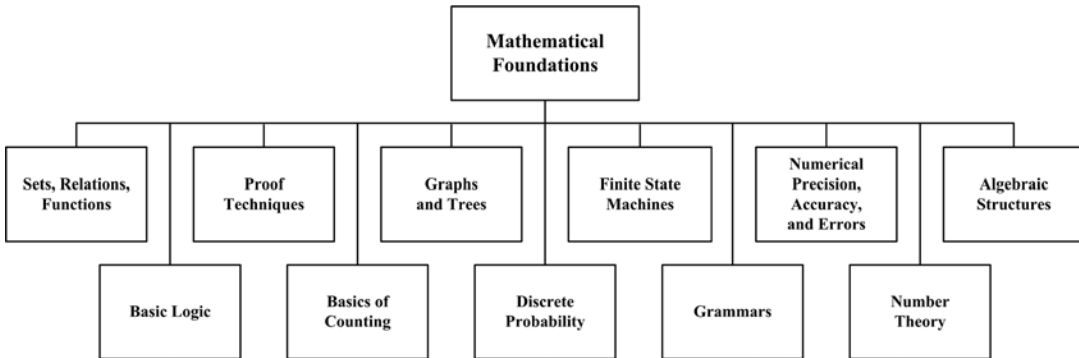 Mathematical
Foundations
Sets, Relations,
Functions
Proof
Techniques
Graphs
and Trees
Finite State
Machines
Numerical
Precision,
Accuracy,
and Errors
Algebraic
Structures
Basic Logic
Basics of
Counting
Discrete
Probability
Grammars
Number
Theory